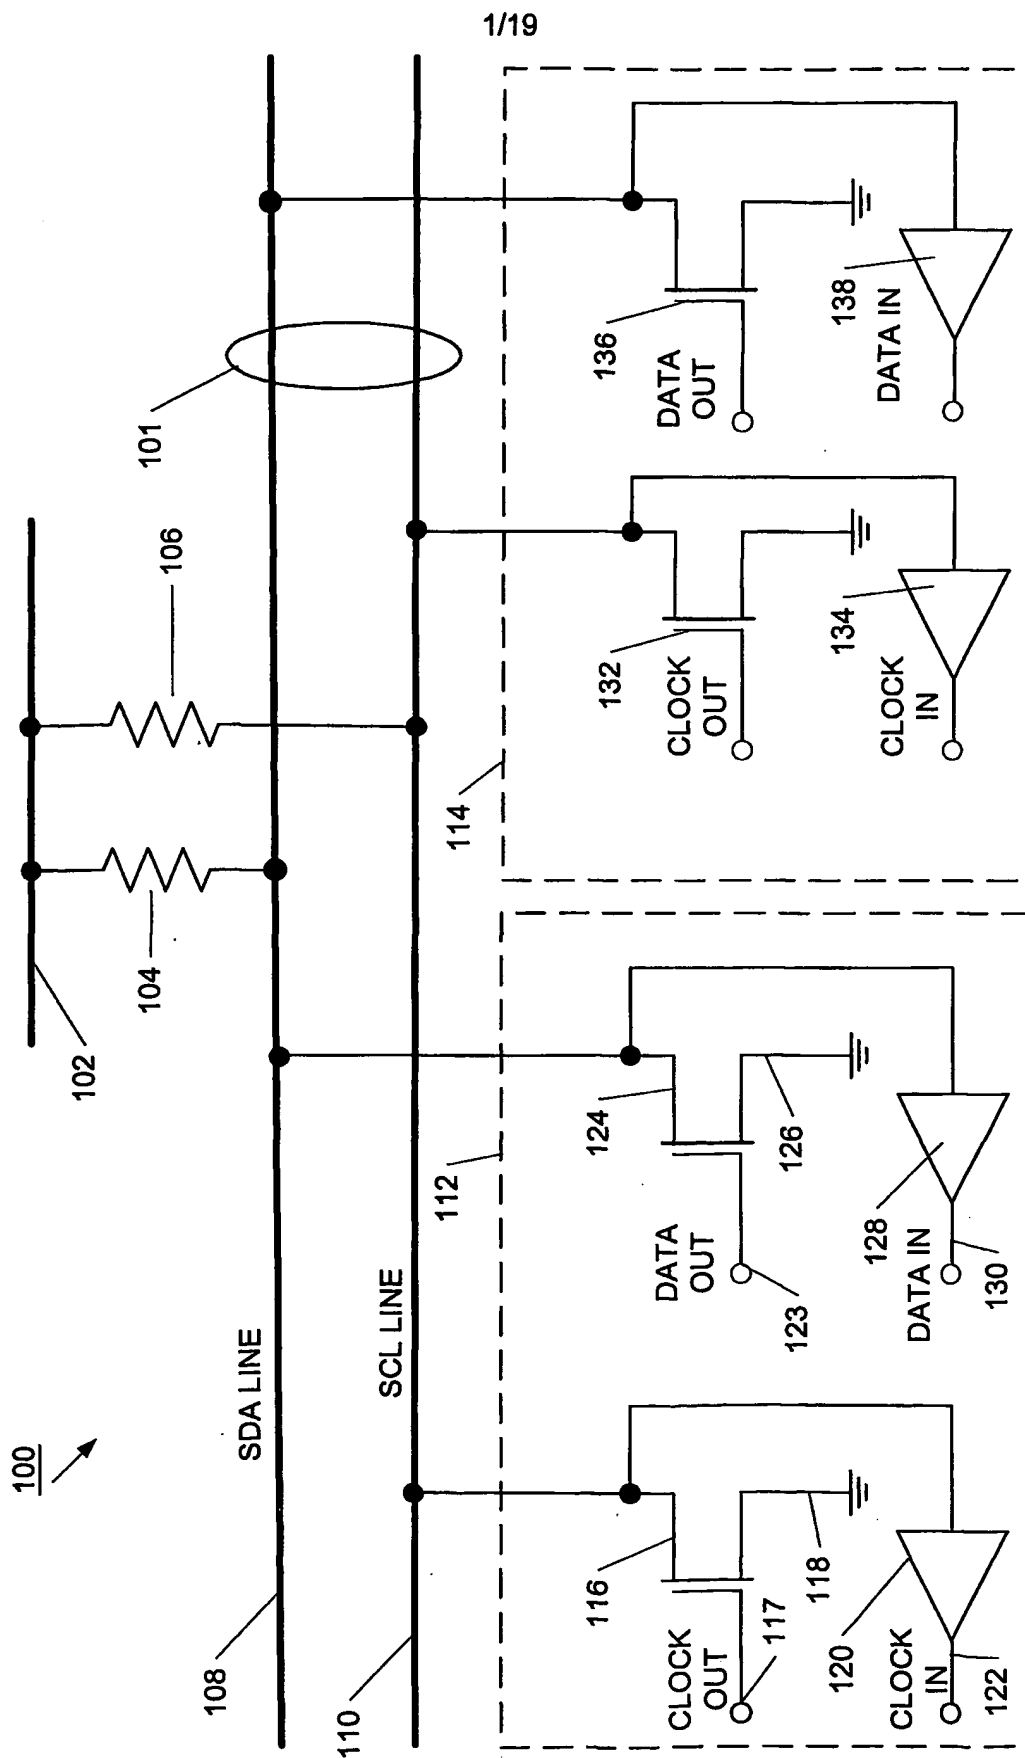 1/19
100
102
104
106
101
SDA LINE
108
SCL LINE
110
112
114
116
CLOCK
OUT
117
118
120
CLOCK
IN
122
124
DATA
OUT
123
126
128
DATA IN
130
132
CLOCK
OUT
134
CLOCK
IN
136
DATA
OUT
138
DATA IN